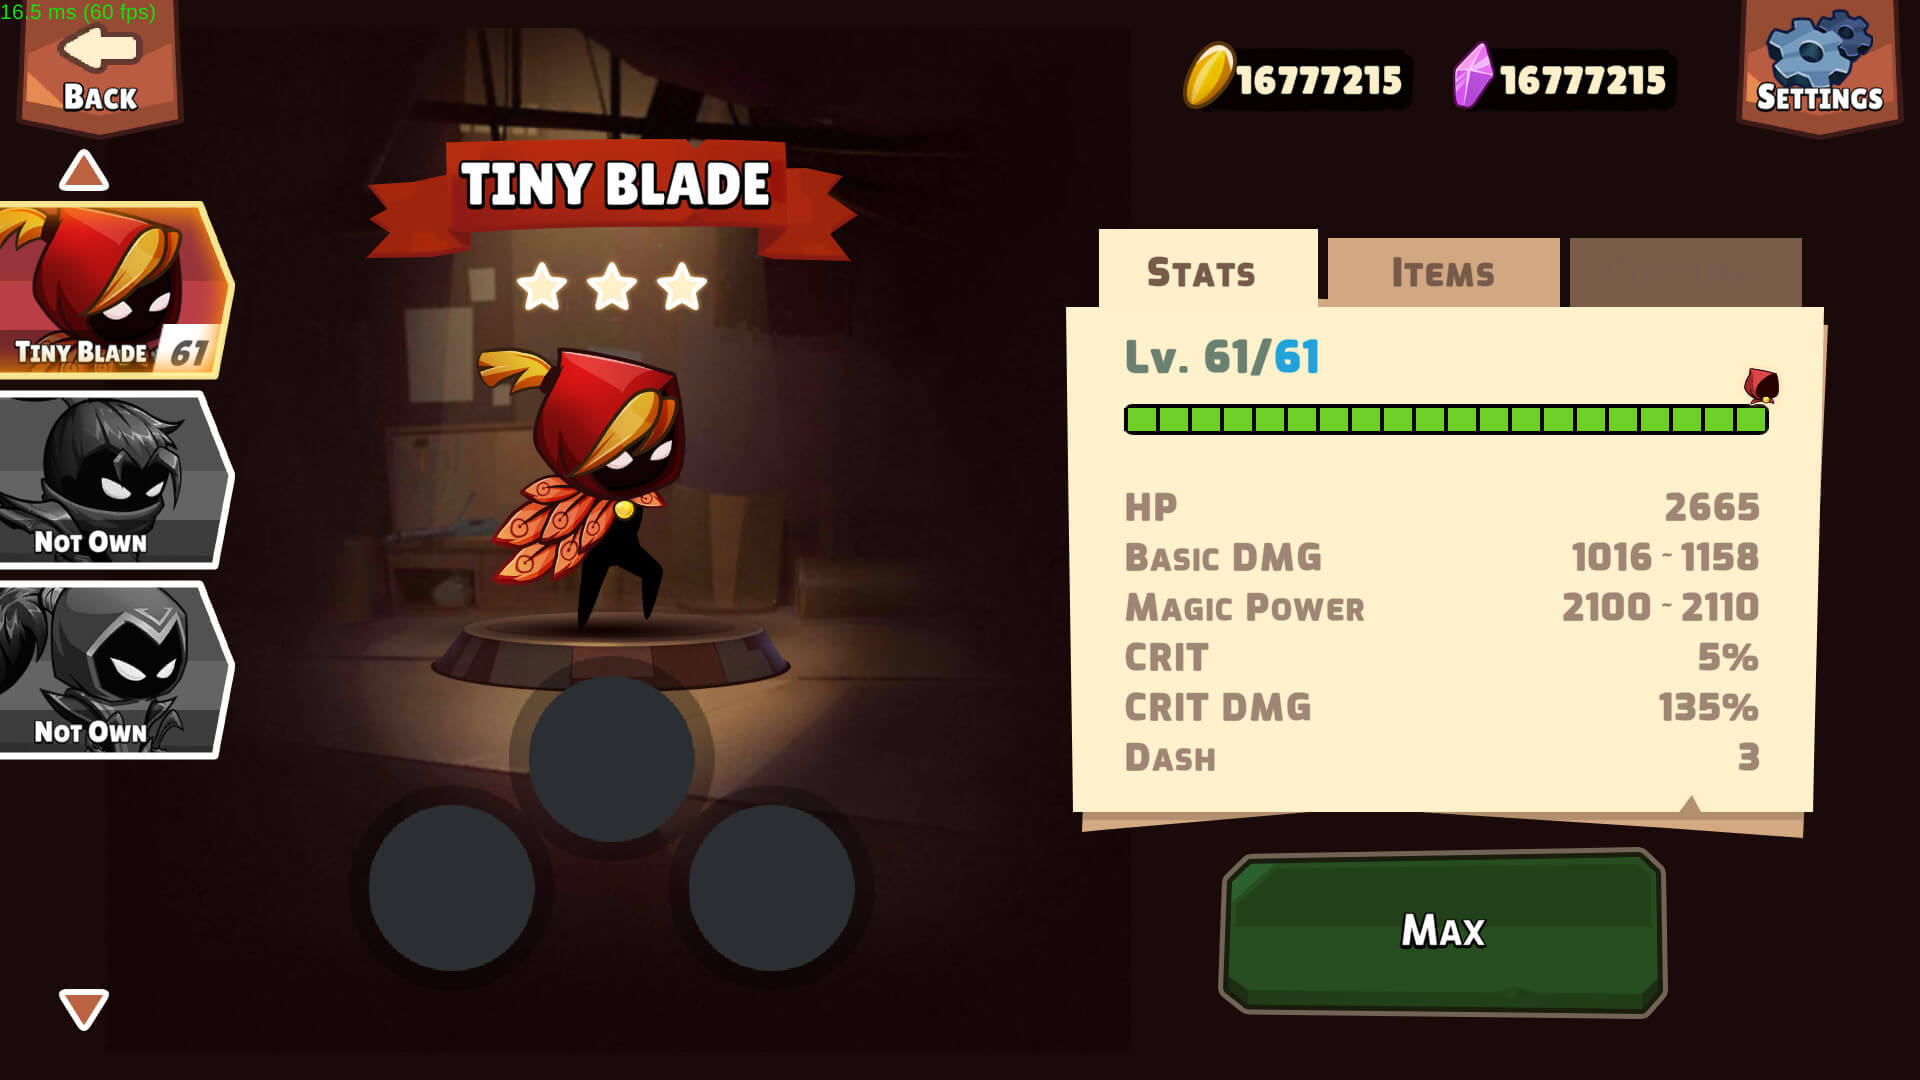 16.5 ms (60 fps)
BACK
16777215
16777215
SETTINGS
TINY BLADE
TINY BLADE 61
NOT OWN
NOT OWN
STATS
ITEMS
LV. 61/61
HP 2665
BASIC DMG 1016 ~ 1158
MAGIC POWER 2100 ~ 2110
CRIT 5%
CRIT DMG 135%
DASH 3
MAX